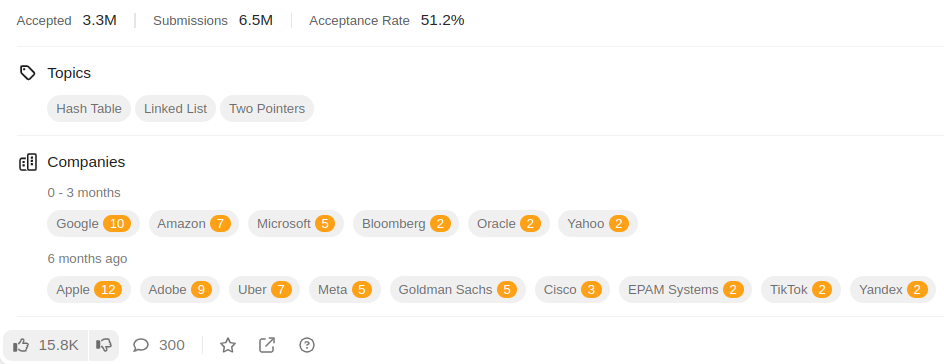 Accepted 3.3M Submissions 6.5M Acceptance Rate 51.2%
Topics
Hash Table Linked List Two Pointers
Companies
0 - 3 months
Google 10 Amazon 7 Microsoft 5 Bloomberg 2 Oracle 2 Yahoo 2
6 months ago
Apple 12 Adobe 9 Uber 7 Meta 5 Goldman Sachs 5 Cisco 3 EPAM Systems 2 TikTok 2 Yandex 2
15.8K 300